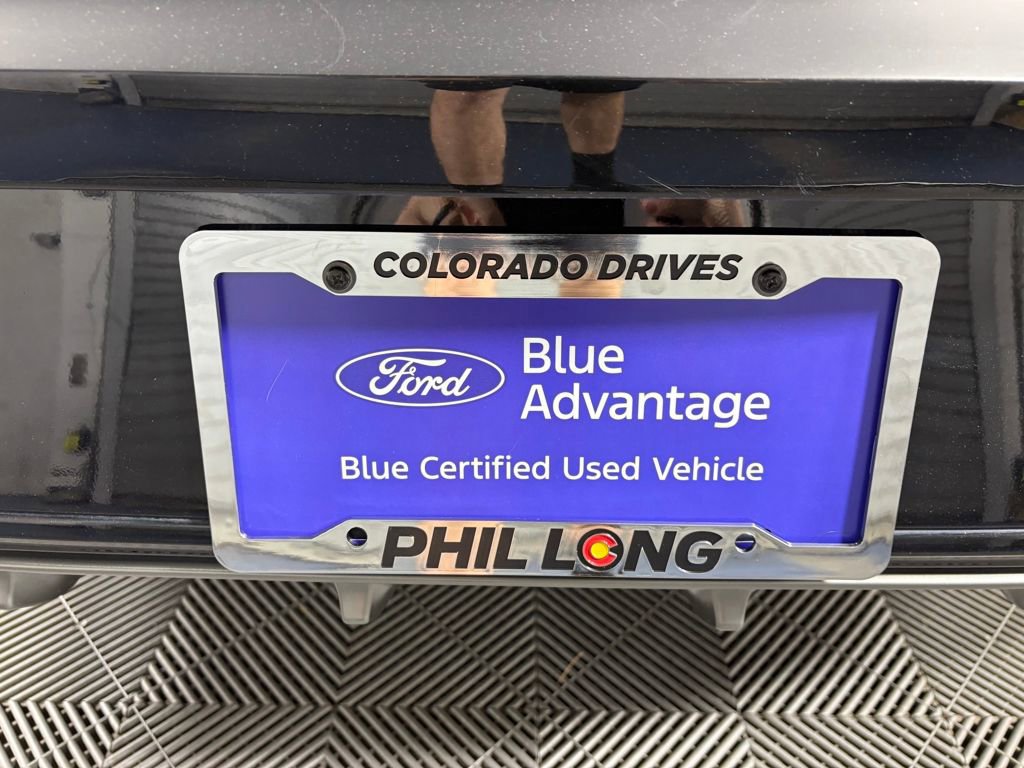 COLORADO DRIVES
Ford
Blue
Advantage
Blue Certified Used Vehicle
PHIL LONG